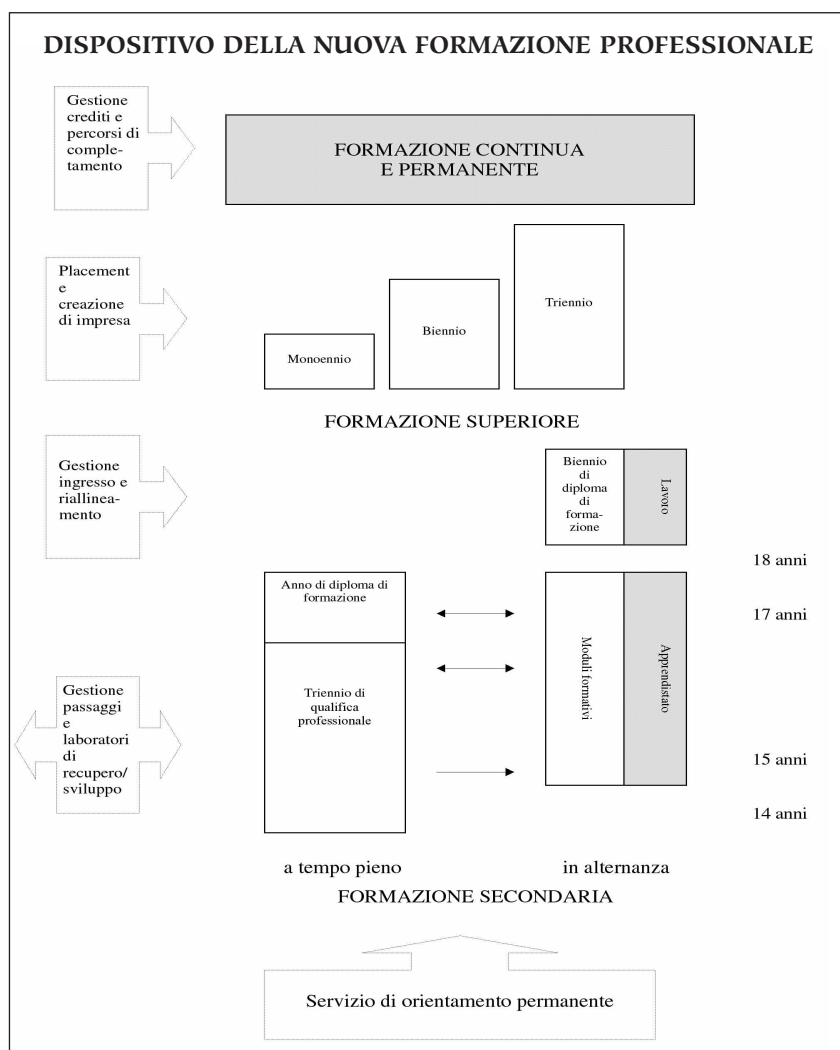 DISPOSITIVO DELLA NUOVA FORMAZIONE PROFESSIONALE
Gestione
crediti e
percorsi di
comple-
tamento
FORMAZIONE CONTINUA
E PERMANENTE
Placement
e
creazione
di impresa
Monoennio
Biennio
Triennio
FORMAZIONE SUPERIORE
Gestione
ingresso e
riallinea-
mento
Biennio
di
diploma
di
forma-
zione
Lavoro
18 anni
Anno di diploma di
formazione
17 anni
Triennio di
qualifica
professionale
Moduli formativi
Apprendistato
Gestione
passaggi
e
laboratori
di
recupero/
sviluppo
15 anni
14 anni
a tempo pieno
in alternanza
FORMAZIONE SECONDARIA
Servizio di orientamento permanente